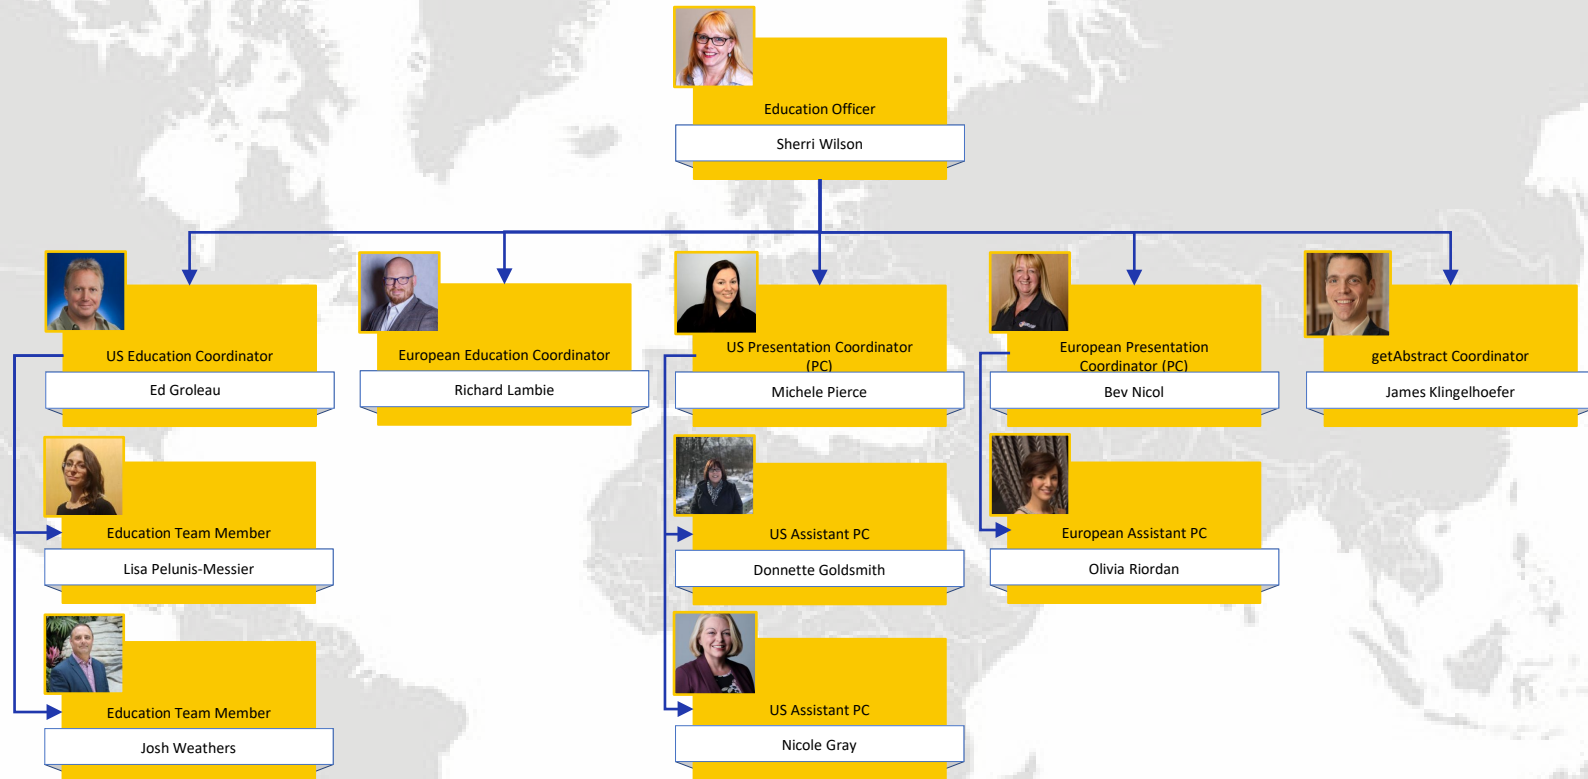 Education Officer
Sherri Wilson
US Education Coordinator
Ed Groleau
European Education Coordinator
Richard Lambie
US Presentation Coordinator
(PC)
Michele Pierce
European Presentation
Coordinator (PC)
Bev Nicol
getAbstract Coordinator
James Klingelhoefer
Education Team Member
Lisa Pelunis-Messier
US Assistant PC
Donnette Goldsmith
European Assistant PC
Olivia Riordan
Education Team Member
Josh Weathers
US Assistant PC
Nicole Gray